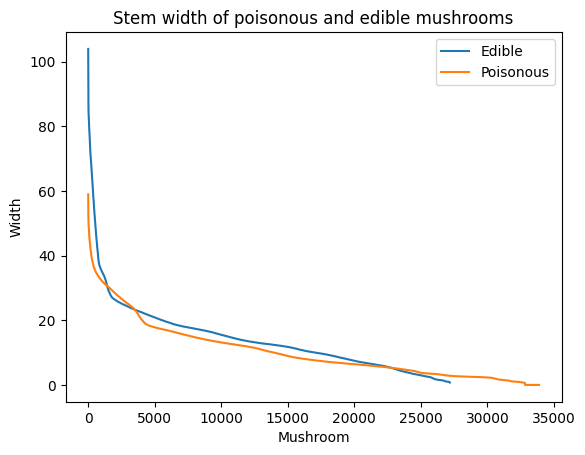 Stem width of poisonous and edible mushrooms
Edible
Poisonous
100
80
60
40
20
0
Width
0 5000 10000 15000 20000 25000 30000 35000
Mushroom